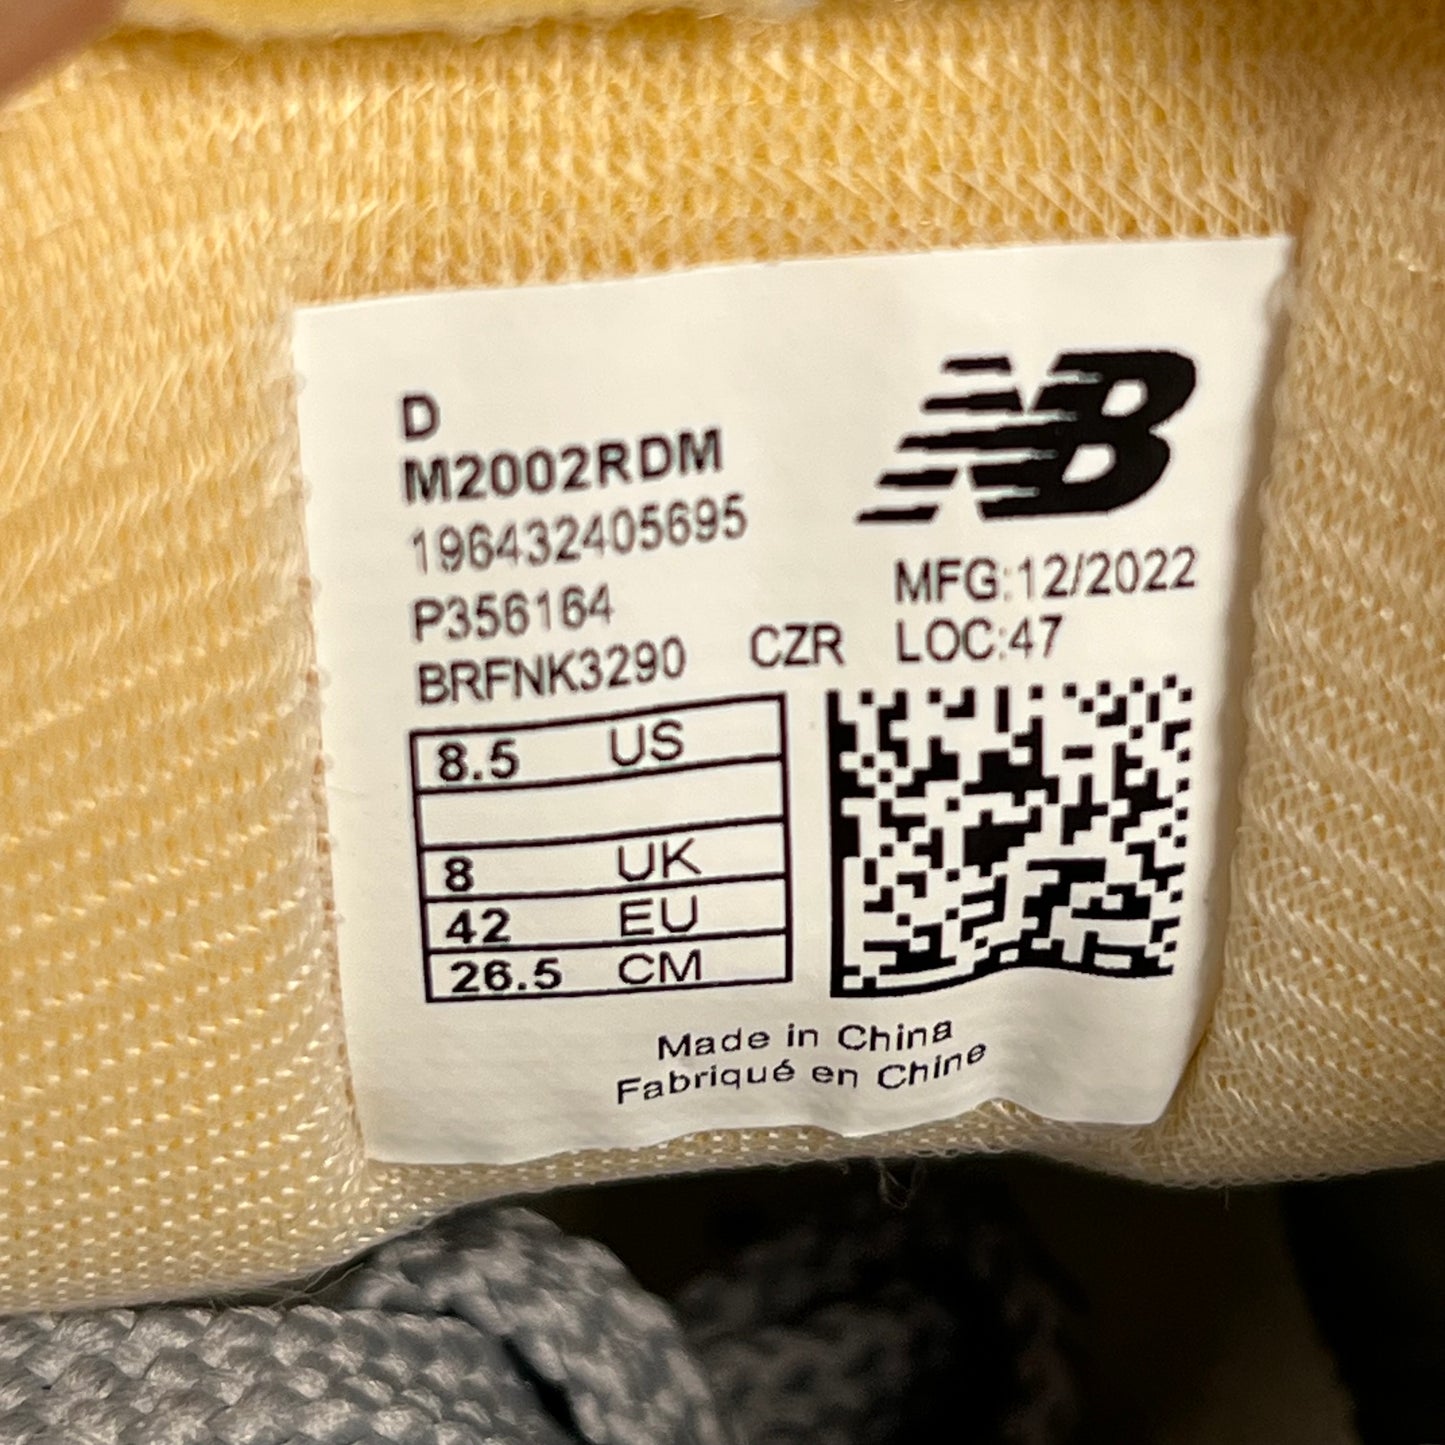 D
M2002RDM
196432405695
P356164
BRFNK3290 CZR
NB
MFG:12/2022
LOC:47
8.5 US
8 UK
42 EU
26.5 CM
Made in China
Fabriqué en Chine